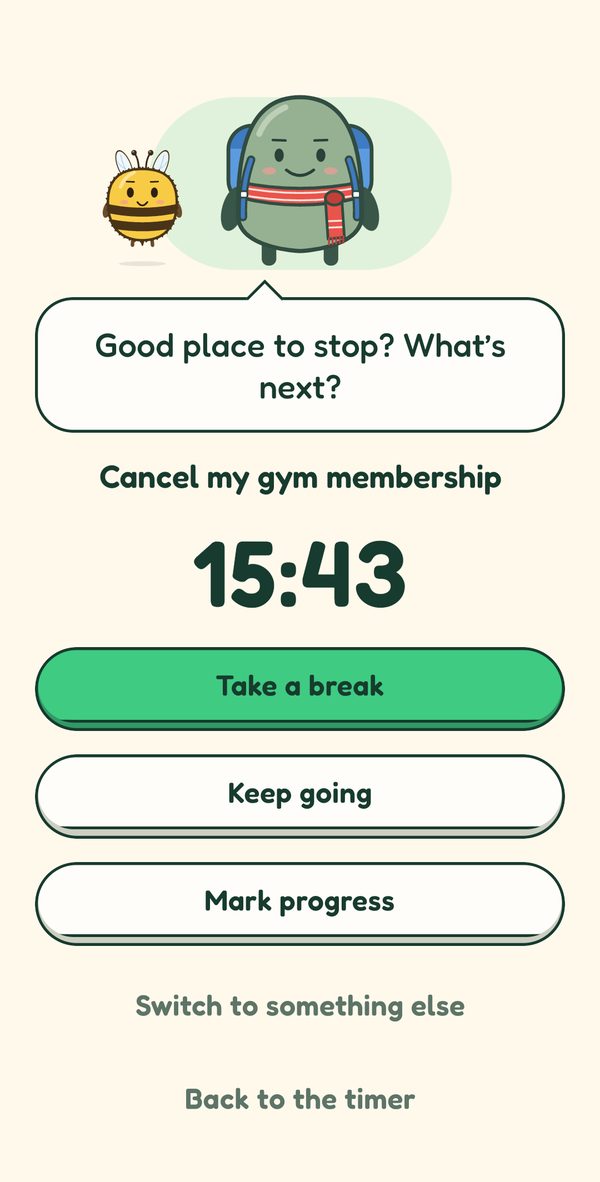 Good place to stop? What’s
next?
Cancel my gym membership
15:43
Take a break
Keep going
Mark progress
Switch to something else
Back to the timer